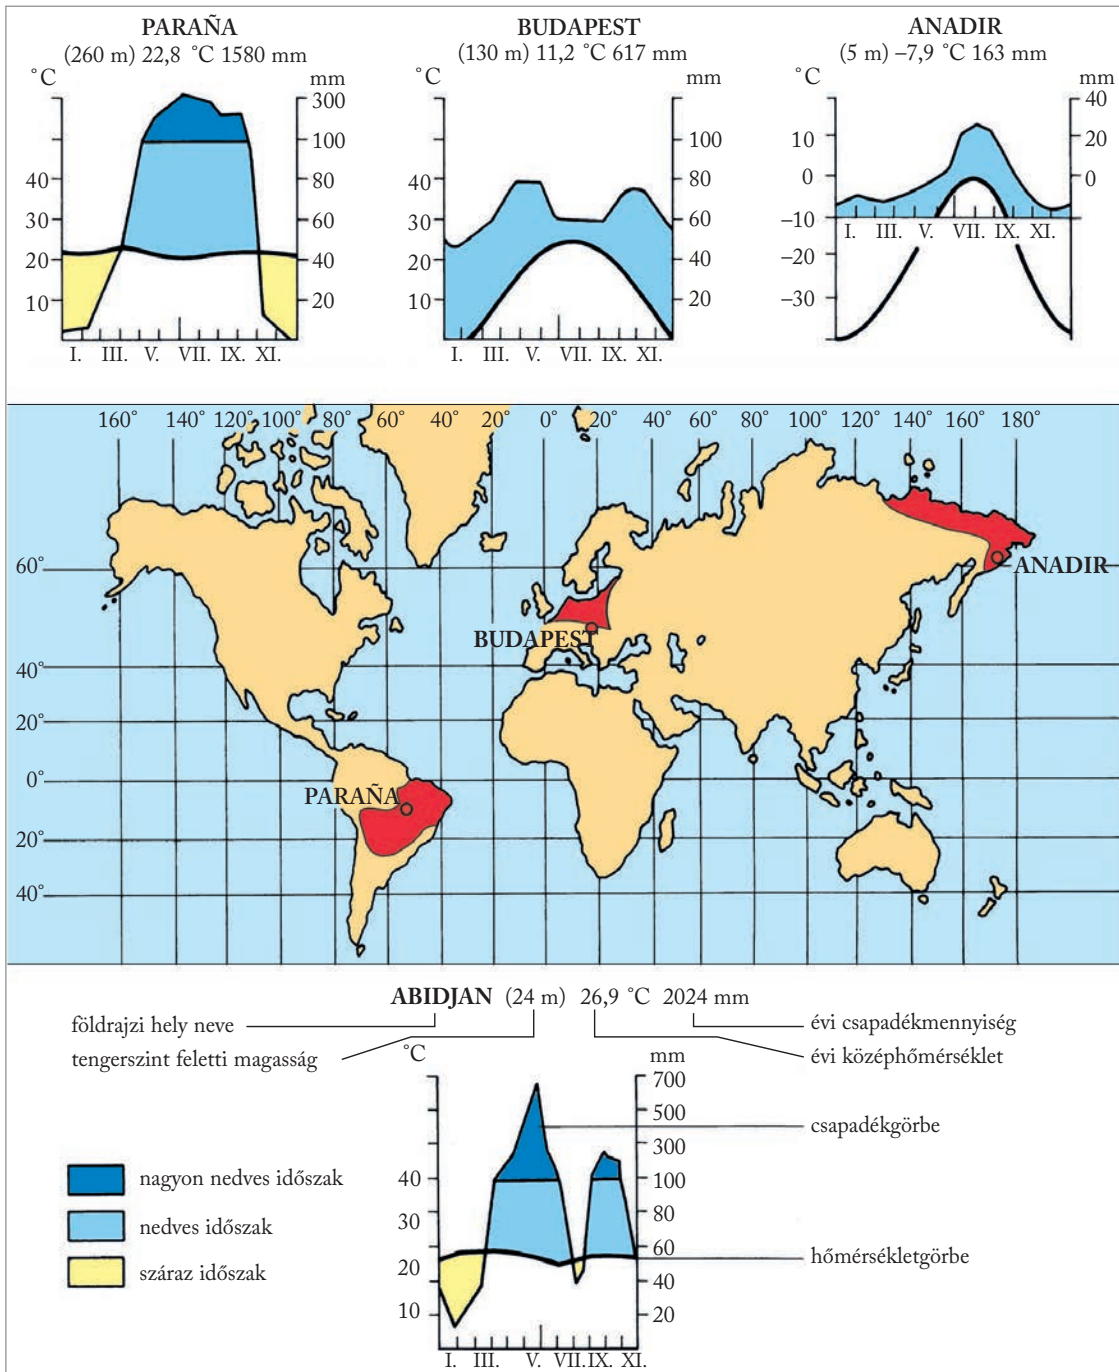 PARAÑA
(260 m) 22,8 °C 1580 mm
°C
mm
300
100
80
60
40
20
40
30
20
10
I. III. V. VII. IX. XI.
BUDAPEST
(130 m) 11,2 °C 617 mm
°C
mm
100
80
60
40
20
40
30
20
10
I. III. V. VII. IX. XI.
ANADIR
(5 m) –7,9 °C 163 mm
°C
mm
40
20
0
10
0
–10
–20
–30
I. III. V. VII. IX. XI.
160° 140° 120° 100° 80° 60° 40° 20° 0° 20° 40° 60° 80° 100° 120° 140° 160° 180°
60°
40°
20°
0°
20°
40°
ANADIR
BUDAPEST
PARAÑA
ABIDJAN (24 m) 26,9 °C 2024 mm
földrajzi hely neve
tengerszint feletti magasság
évi csapadékmennyiség
évi középhőmérséklet
°C
mm
700
500
300
100
80
60
40
20
40
30
20
10
I. III. V. VII. IX. XI.
csapadékgörbe
hőmérsékletgörbe
nagyon nedves időszak
nedves időszak
száraz időszak